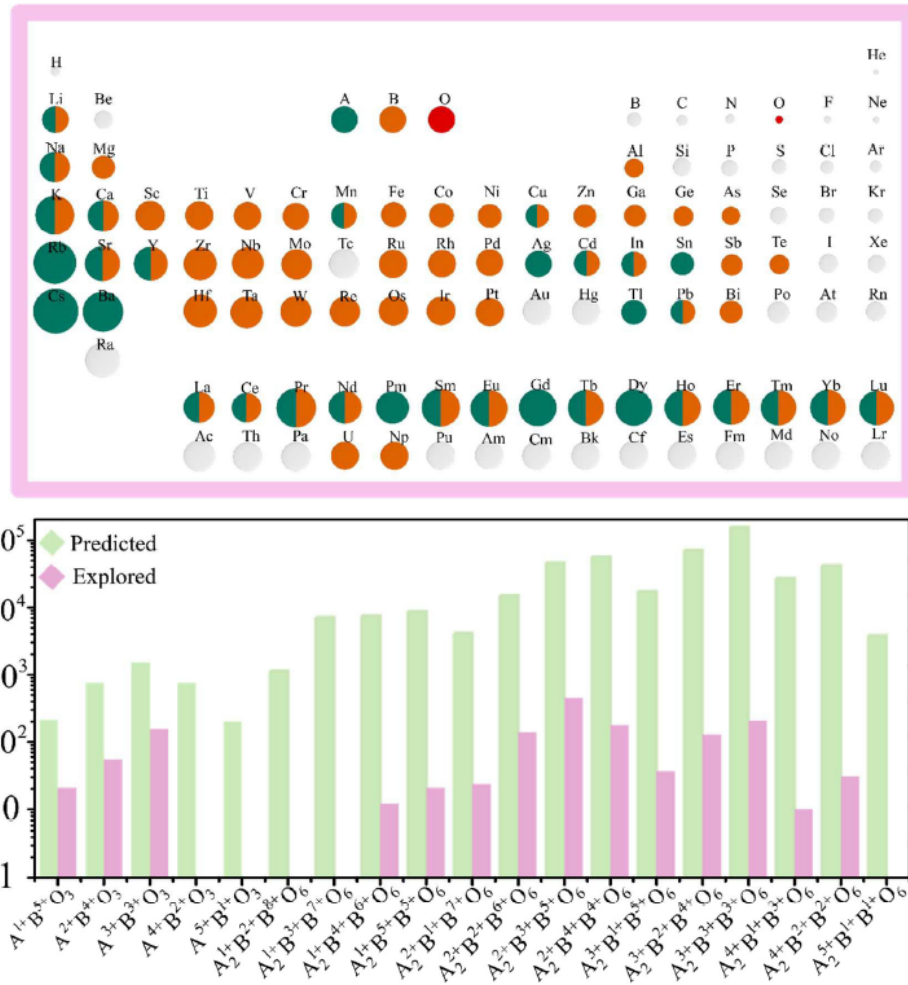 H He
Li Be A B O B C N O F Ne
Na Mg Al Si P S Cl Ar
K Ca Sc Ti V Cr Mn Fe Co Ni Cu Zn Ga Ge As Se Br Kr
Rb Sr Y Zr Nb Mo Tc Ru Rh Pd Ag Cd In Sn Sb Te I Xe
Cs Ba Hf Ta W Re Os Ir Pt Au Hg Tl Pb Bi Po At Rn
Ra
La Ce Pr Nd Pm Sm Eu Gd Tb Dy Ho Er Tm Yb Lu
Ac Th Pa U Np Pu Am Cm Bk Cf Es Fm Md No Lr
0⁵
0⁴
0³
0²
0
1
Predicted
Explored
A¹⁺B⁵⁺O₃
A²⁺B⁴⁺O₃
A³⁺B³⁺O₃
A⁴⁺B²⁺O₃
A⁵⁺B¹⁺O₃
A₂¹⁺B²⁺B⁸⁺O₆
A₂¹⁺B³⁺B⁷⁺O₆
A₂¹⁺B⁴⁺B⁶⁺O₆
A₂¹⁺B⁵⁺B⁵⁺O₆
A₂²⁺B¹⁺B⁷⁺O₆
A₂²⁺B²⁺B⁶⁺O₆
A₂²⁺B³⁺B⁵⁺O₆
A₂²⁺B⁴⁺B⁴⁺O₆
A₂³⁺B¹⁺B⁵⁺O₆
A₂³⁺B²⁺B⁴⁺O₆
A₂³⁺B³⁺B³⁺O₆
A₂⁴⁺B¹⁺B³⁺O₆
A₂⁴⁺B²⁺B²⁺O₆
A₂⁵⁺B¹⁺B¹⁺O₆